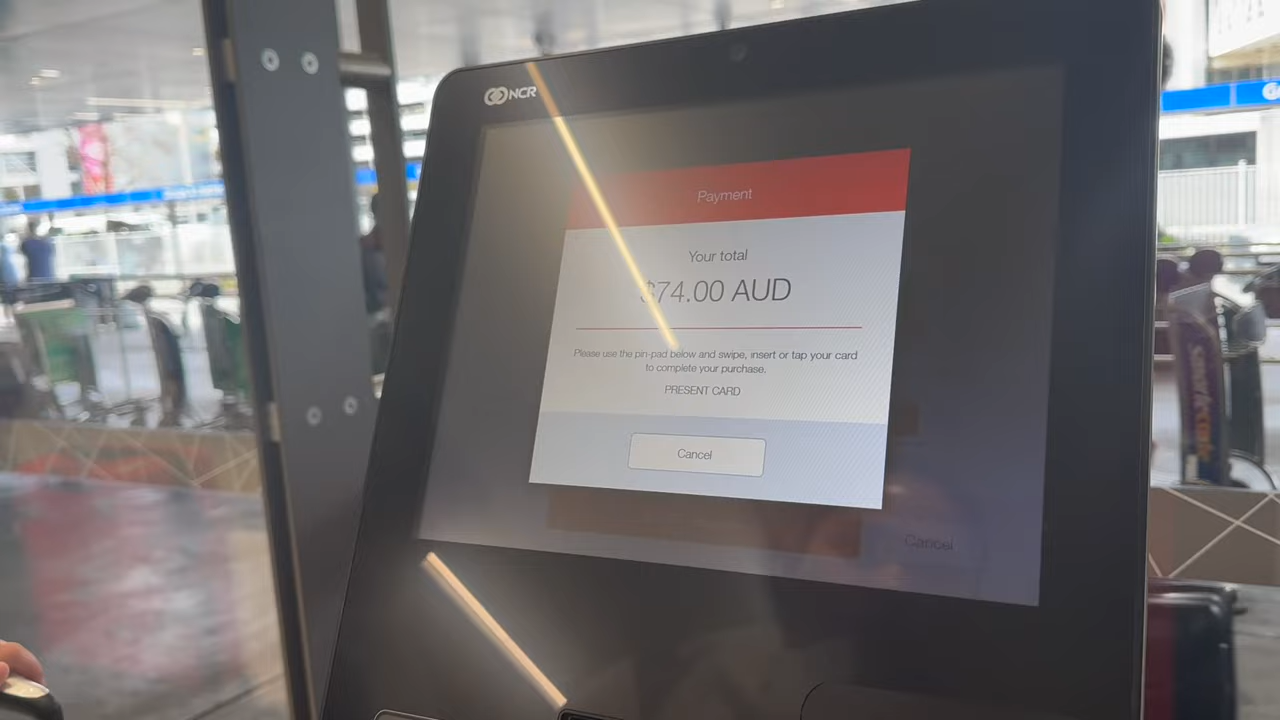 NCR
Payment
Your total
$74.00 AUD
Please use the pin-pad below and swipe, insert or tap your card
to complete your purchase.
PRESENT CARD
Cancel
Cancel
Smartecarte